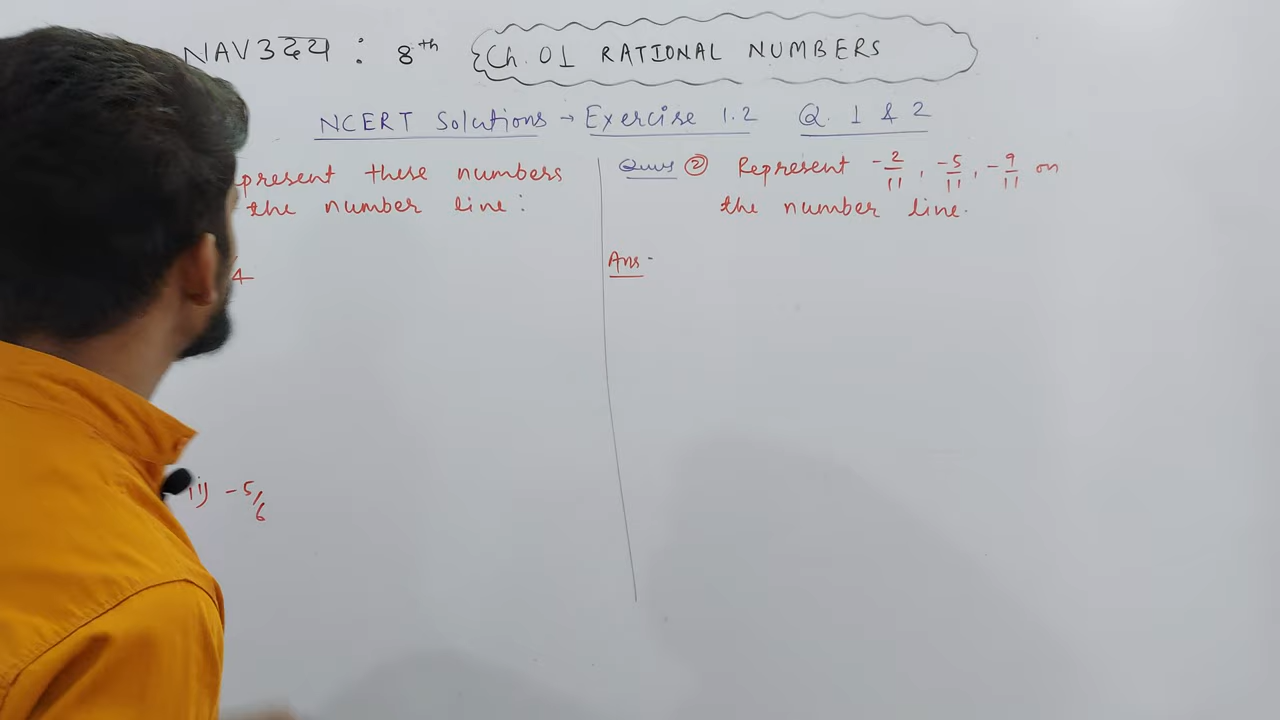 NAV3224 : 8th Ch. 01 RATIONAL NUMBERS
NCERT Solutions → Exercise 1.2 Q. 1 & 2
present these numbers
the number line:
4
ii) -5/6
Ques ② Represent -2/11, -5/11, -9/11 on
the number line.
Ans -